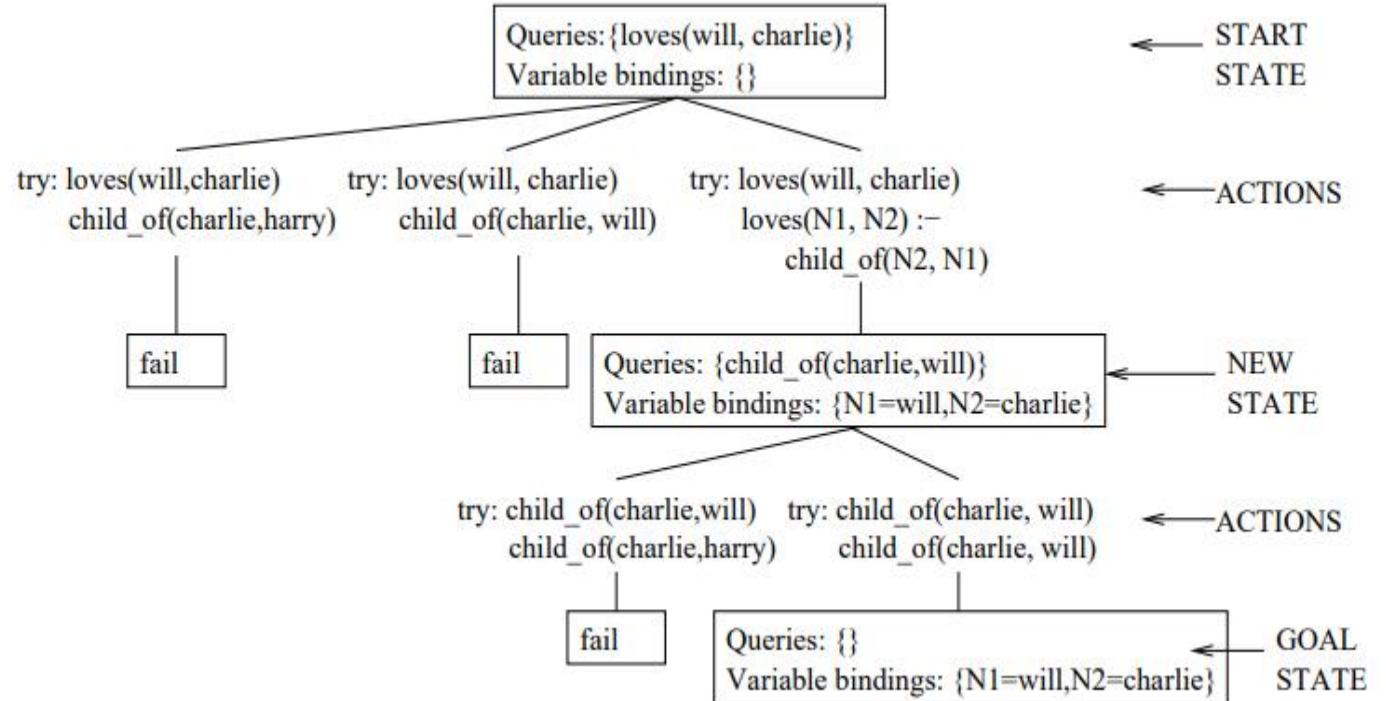 Queries:{loves(will, charlie)}
Variable bindings: {}
START
STATE
try: loves(will,charlie)
child_of(charlie,harry)
try: loves(will, charlie)
child_of(charlie, will)
try: loves(will, charlie)
loves(N1, N2) :−
child_of(N2, N1)
ACTIONS
fail
fail
Queries: {child_of(charlie,will)}
Variable bindings: {N1=will,N2=charlie}
NEW
STATE
try: child_of(charlie,will)
child_of(charlie,harry)
try: child_of(charlie, will)
child_of(charlie, will)
ACTIONS
fail
Queries: {}
Variable bindings: {N1=will,N2=charlie}
GOAL
STATE